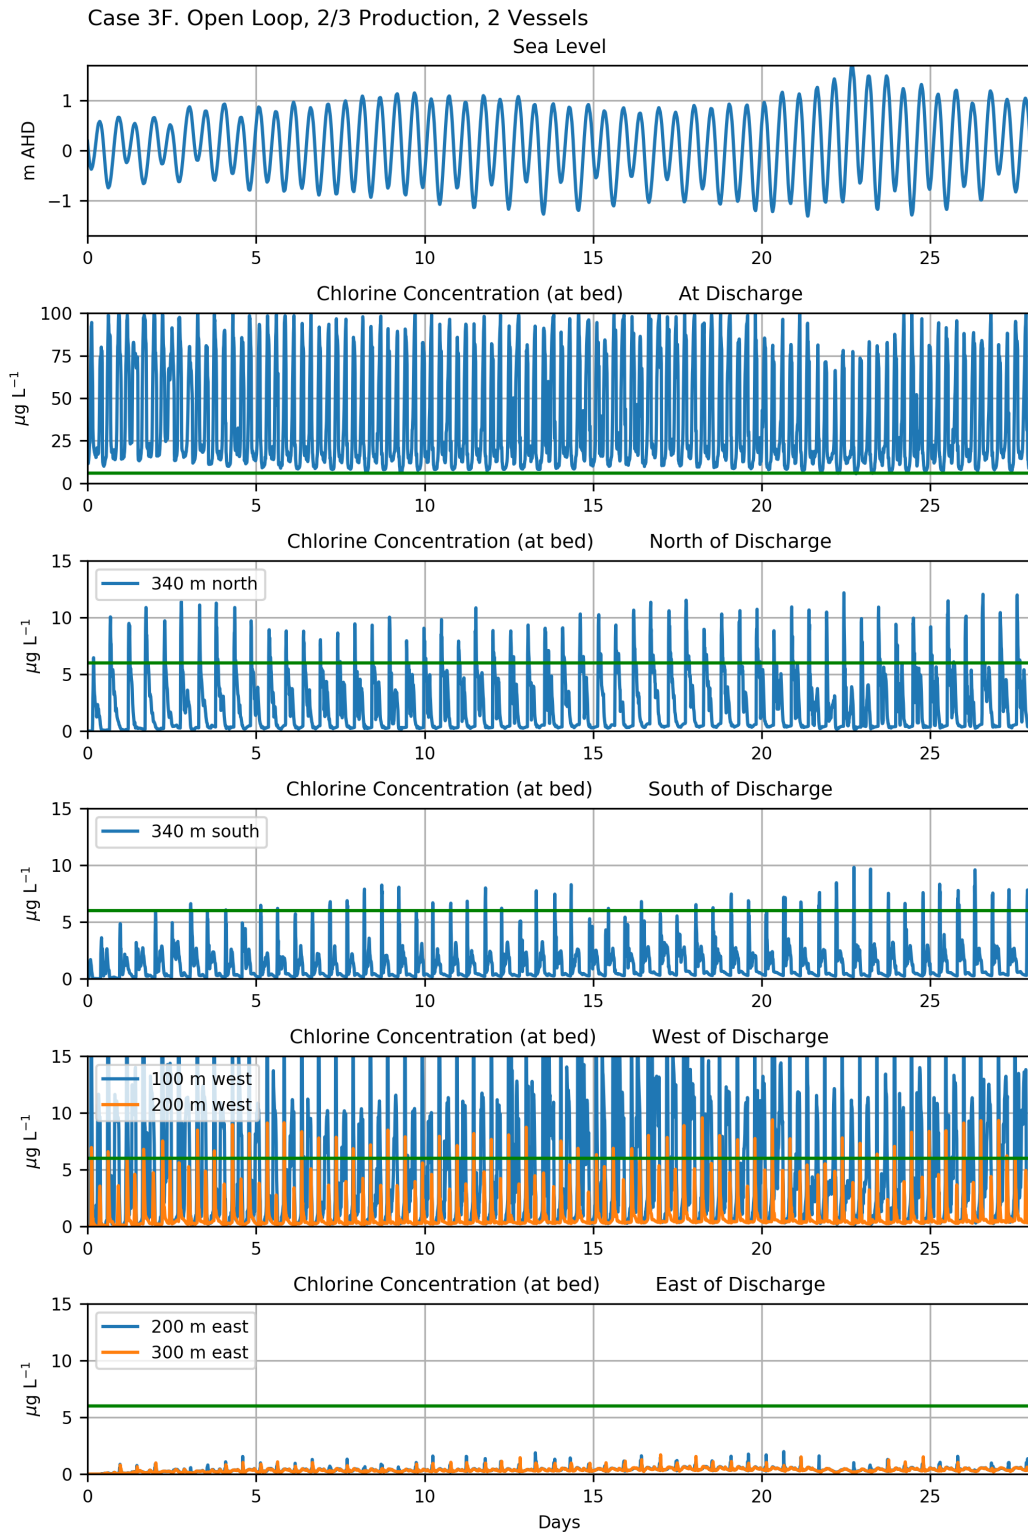 Case 3F. Open Loop, 2/3 Production, 2 Vessels
Sea Level
m AHD
1
0
−1
0 5 10 15 20 25
Chlorine Concentration (at bed) At Discharge
μg L⁻¹
100
75
50
25
0
0 5 10 15 20 25
Chlorine Concentration (at bed) North of Discharge
μg L⁻¹
15
10
5
0
340 m north
0 5 10 15 20 25
Chlorine Concentration (at bed) South of Discharge
μg L⁻¹
15
10
5
0
340 m south
0 5 10 15 20 25
Chlorine Concentration (at bed) West of Discharge
μg L⁻¹
15
10
5
0
100 m west
200 m west
0 5 10 15 20 25
Chlorine Concentration (at bed) East of Discharge
μg L⁻¹
15
10
5
0
200 m east
300 m east
0 5 10 15 20 25
Days